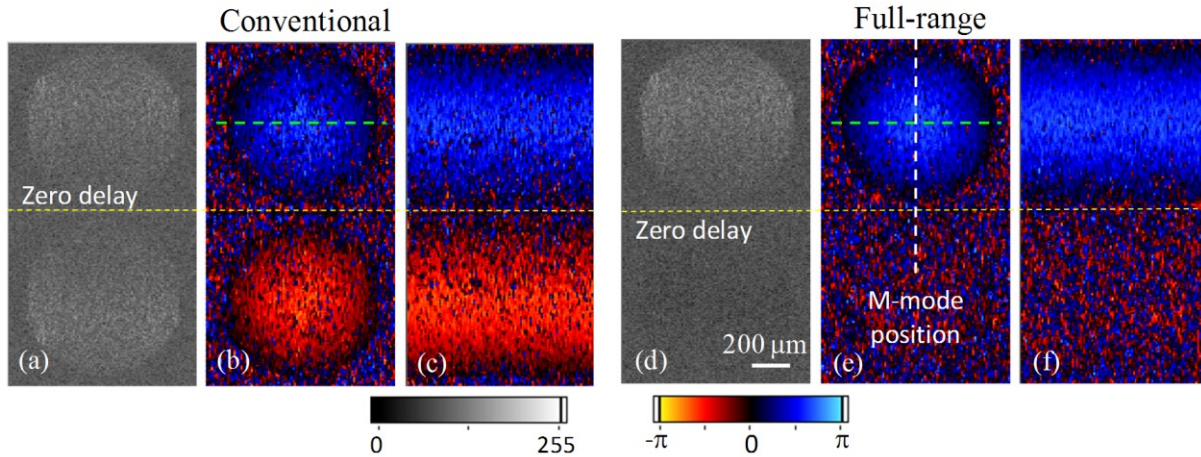 Conventional
Full-range
Zero delay
Zero delay
M-mode
position
200 μm
(a)
(b)
(c)
(d)
(e)
(f)
0
255
-π
0
π